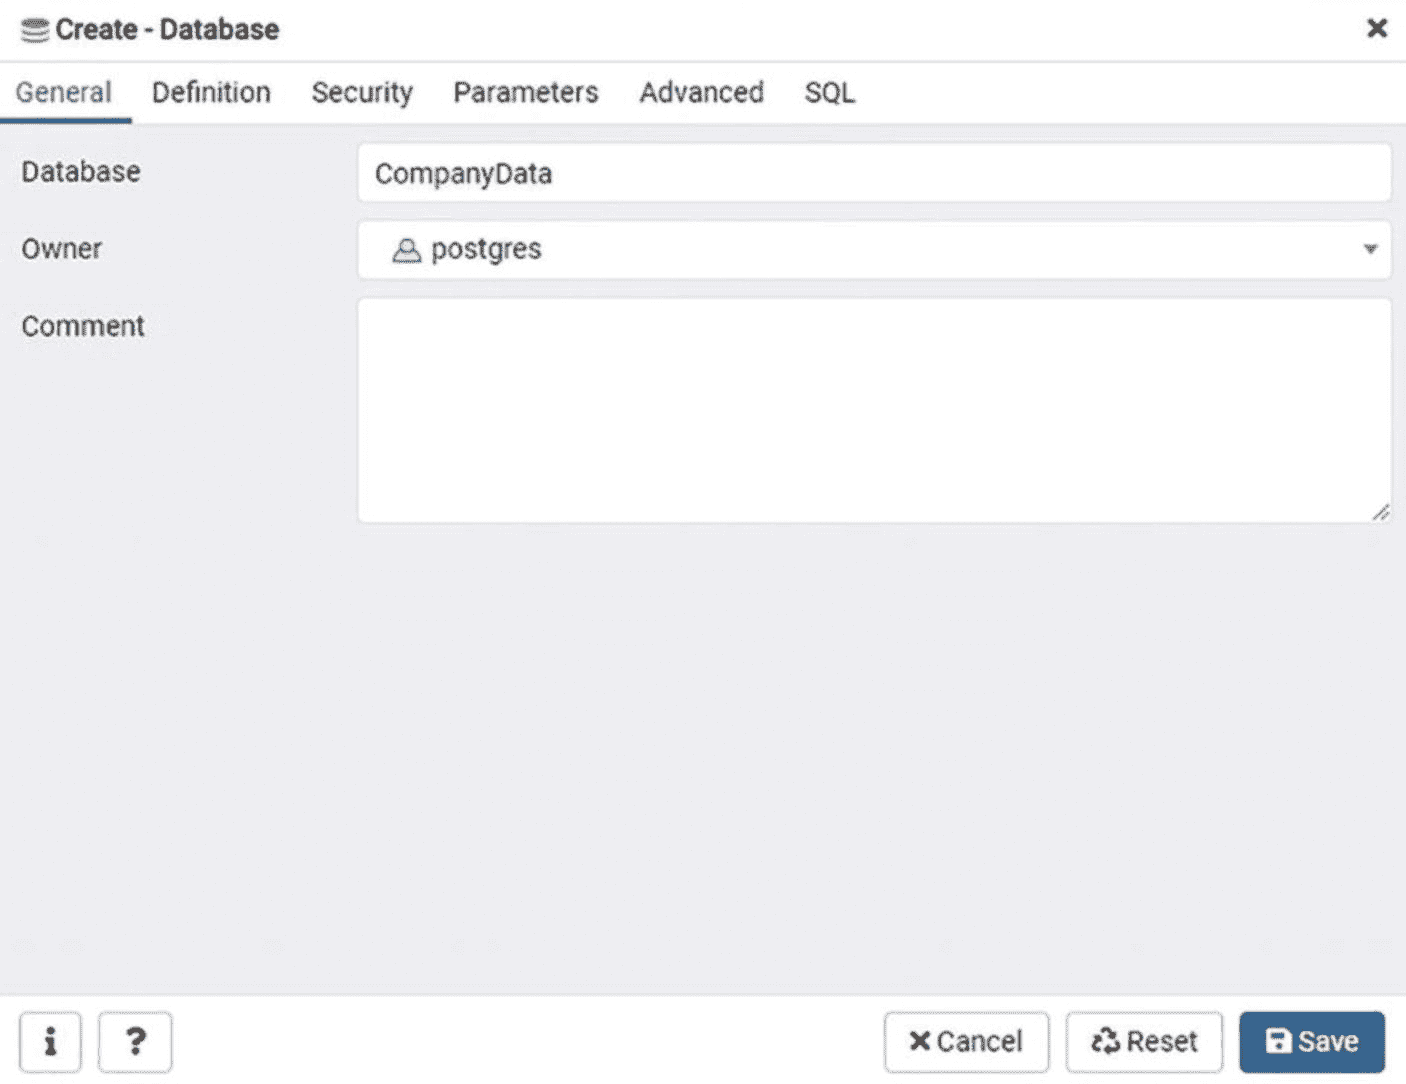 Create - Database
General Definition Security Parameters Advanced SQL
Database CompanyData
Owner postgres
Comment
i ? Cancel Reset Save